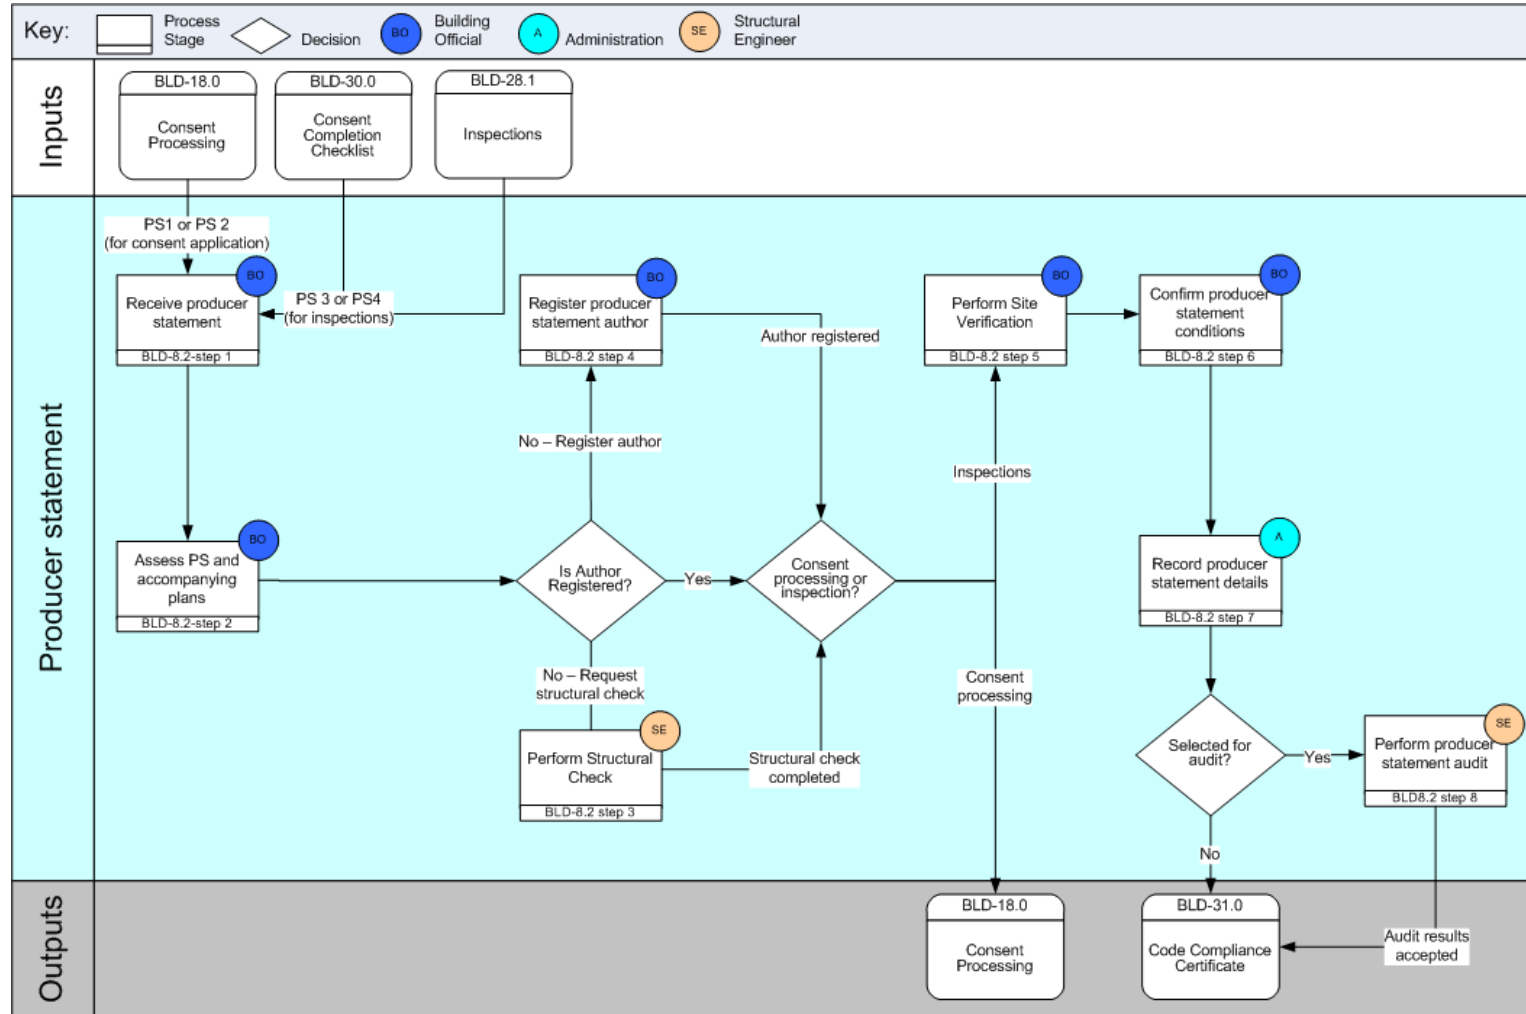 Key:
Process
Stage
Decision
BO
Building
Official
A
Administration
SE
Structural
Engineer
Inputs
BLD-18.0
Consent
Processing
BLD-30.0
Consent
Completion
Checklist
BLD-28.1
Inspections
Producer statement
PS1 or PS 2
(for consent application)
BO
Receive producer
statement
BLD-8.2-step 1
PS 3 or PS4
(for inspections)
BO
Register producer
statement author
BLD-8.2 step 4
Author registered
BO
Perform Site
Verification
BLD-8.2 step 5
BO
Confirm producer
statement
conditions
BLD-8.2 step 6
No – Register author
Inspections
BO
Assess PS and
accompanying
plans
BLD-8.2-step 2
Is Author
Registered?
Yes
Consent
processing or
inspection?
A
Record producer
statement details
BLD-8.2 step 7
No – Request
structural check
Consent
processing
SE
Perform Structural
Check
BLD-8.2 step 3
Structural check
completed
Selected for
audit?
Yes
SE
Perform producer
statement audit
BLD8.2 step 8
No
Outputs
BLD-18.0
Consent
Processing
BLD-31.0
Code Compliance
Certificate
Audit results
accepted